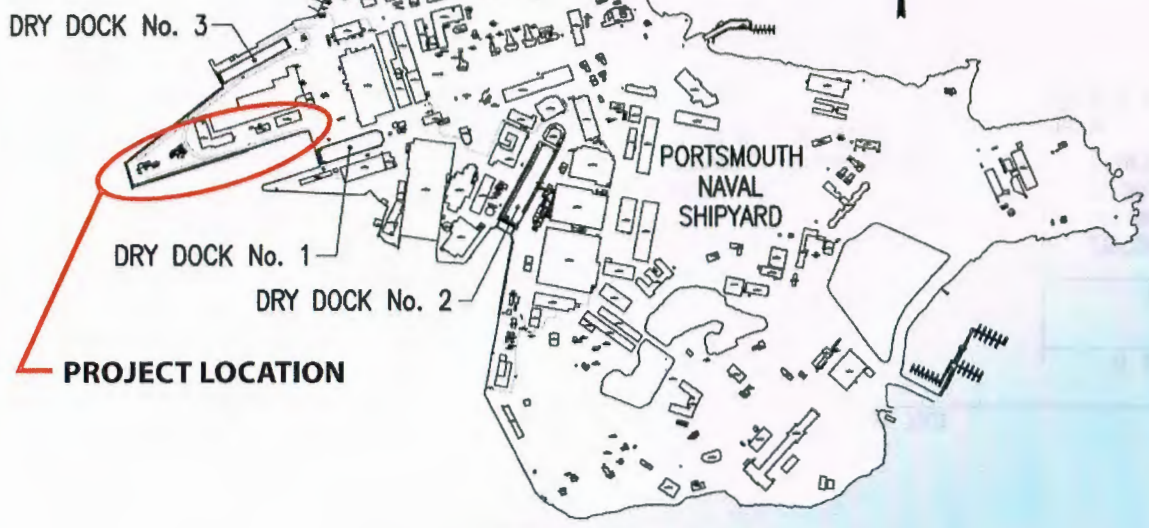 DRY DOCK No. 3
PORTSMOUTH
NAVAL
SHIPYARD
DRY DOCK No. 1
DRY DOCK No. 2
PROJECT LOCATION